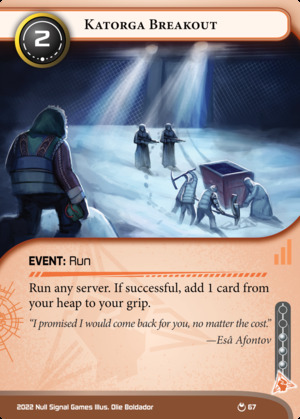 2
Katorga Breakout
EVENT: Run
Run any server. If successful, add 1 card from
your heap to your grip.
"I promised I would come back for you, no matter the cost."
—Esâ Afontov
2022 Null Signal Games Illus. Olie Boldador
67